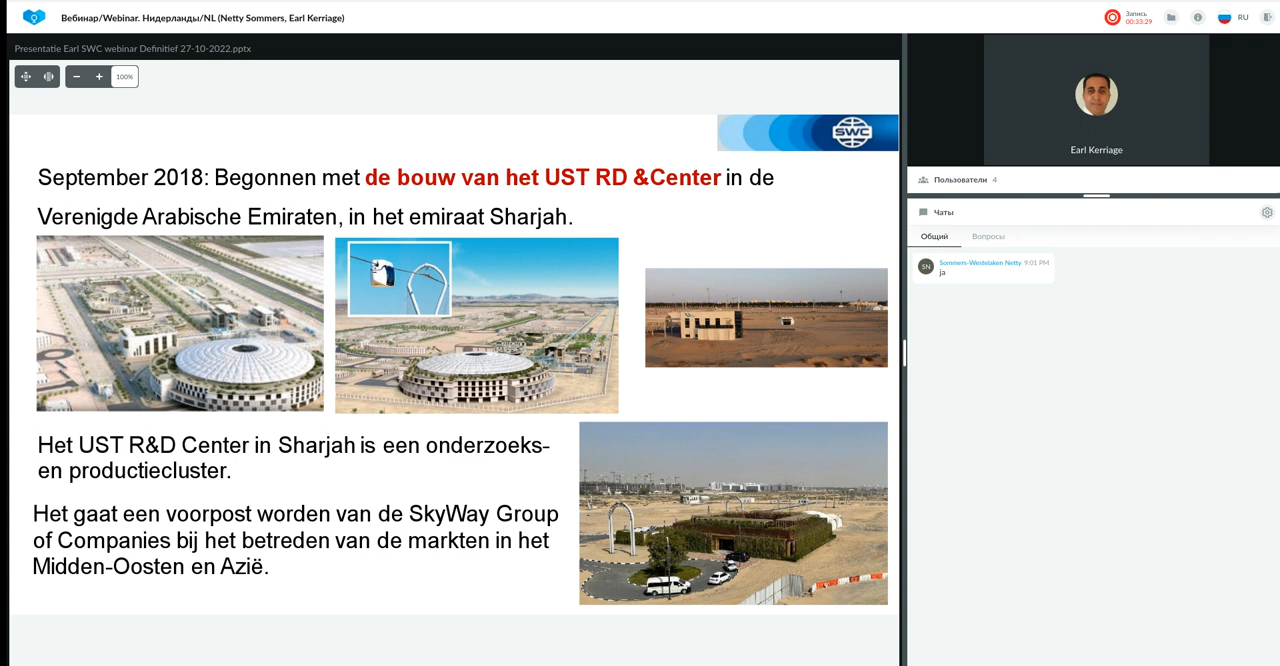 Вебинар/Webinar. Нидерланды/NL (Netty Sommers, Earl Kerriage)
Запись
00:33:29
RU
Presentatie Earl SWC webinar Definitief 27-10-2022.pptx
100%
SWC
September 2018: Begonnen met de bouw van het UST RD &Center in de
Verenigde Arabische Emiraten, in het emiraat Sharjah.
Het UST R&D Center in Sharjah is een onderzoeks-
en productiecluster.
Het gaat een voorpost worden van de SkyWay Group
of Companies bij het betreden van de markten in het
Midden-Oosten en Azië.
Earl Kerriage
Пользователи 4
Чаты
Общий Вопросы
SN
Sommers-Westelaken Netty 9:01 PM
ja